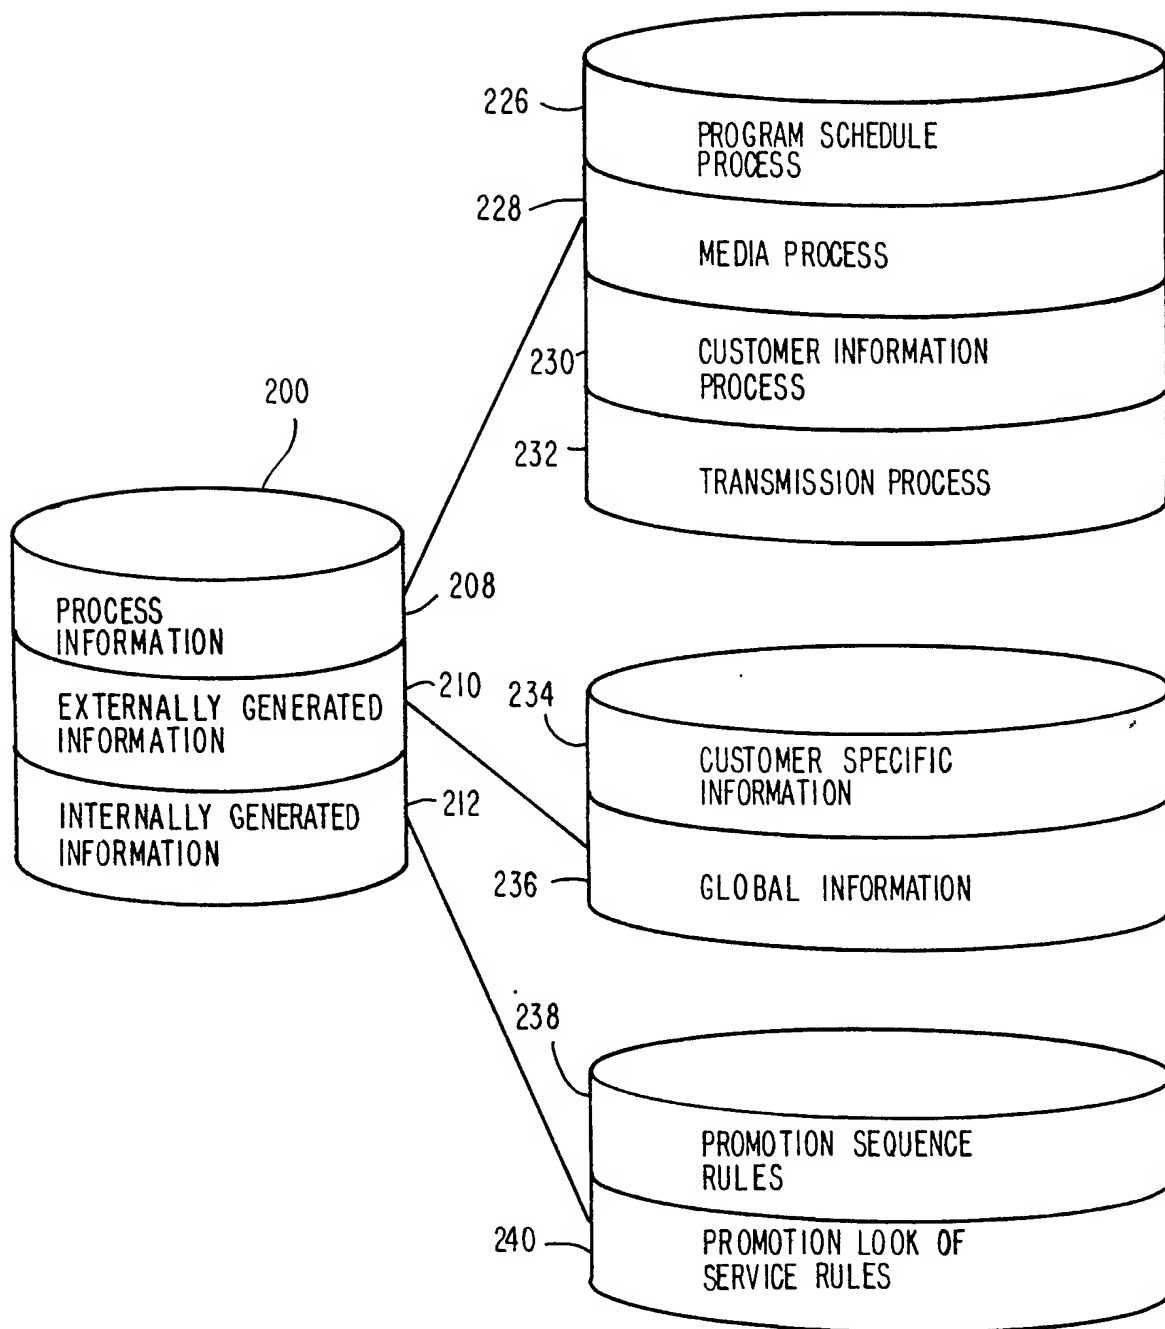 226
PROGRAM SCHEDULE
PROCESS
228
MEDIA PROCESS
230
CUSTOMER INFORMATION
PROCESS
232
TRANSMISSION PROCESS
200
208
PROCESS
INFORMATION
210
EXTERNALLY GENERATED
INFORMATION
212
INTERNALLY GENERATED
INFORMATION
234
CUSTOMER SPECIFIC
INFORMATION
236
GLOBAL INFORMATION
238
PROMOTION SEQUENCE
RULES
240
PROMOTION LOOK OF
SERVICE RULES